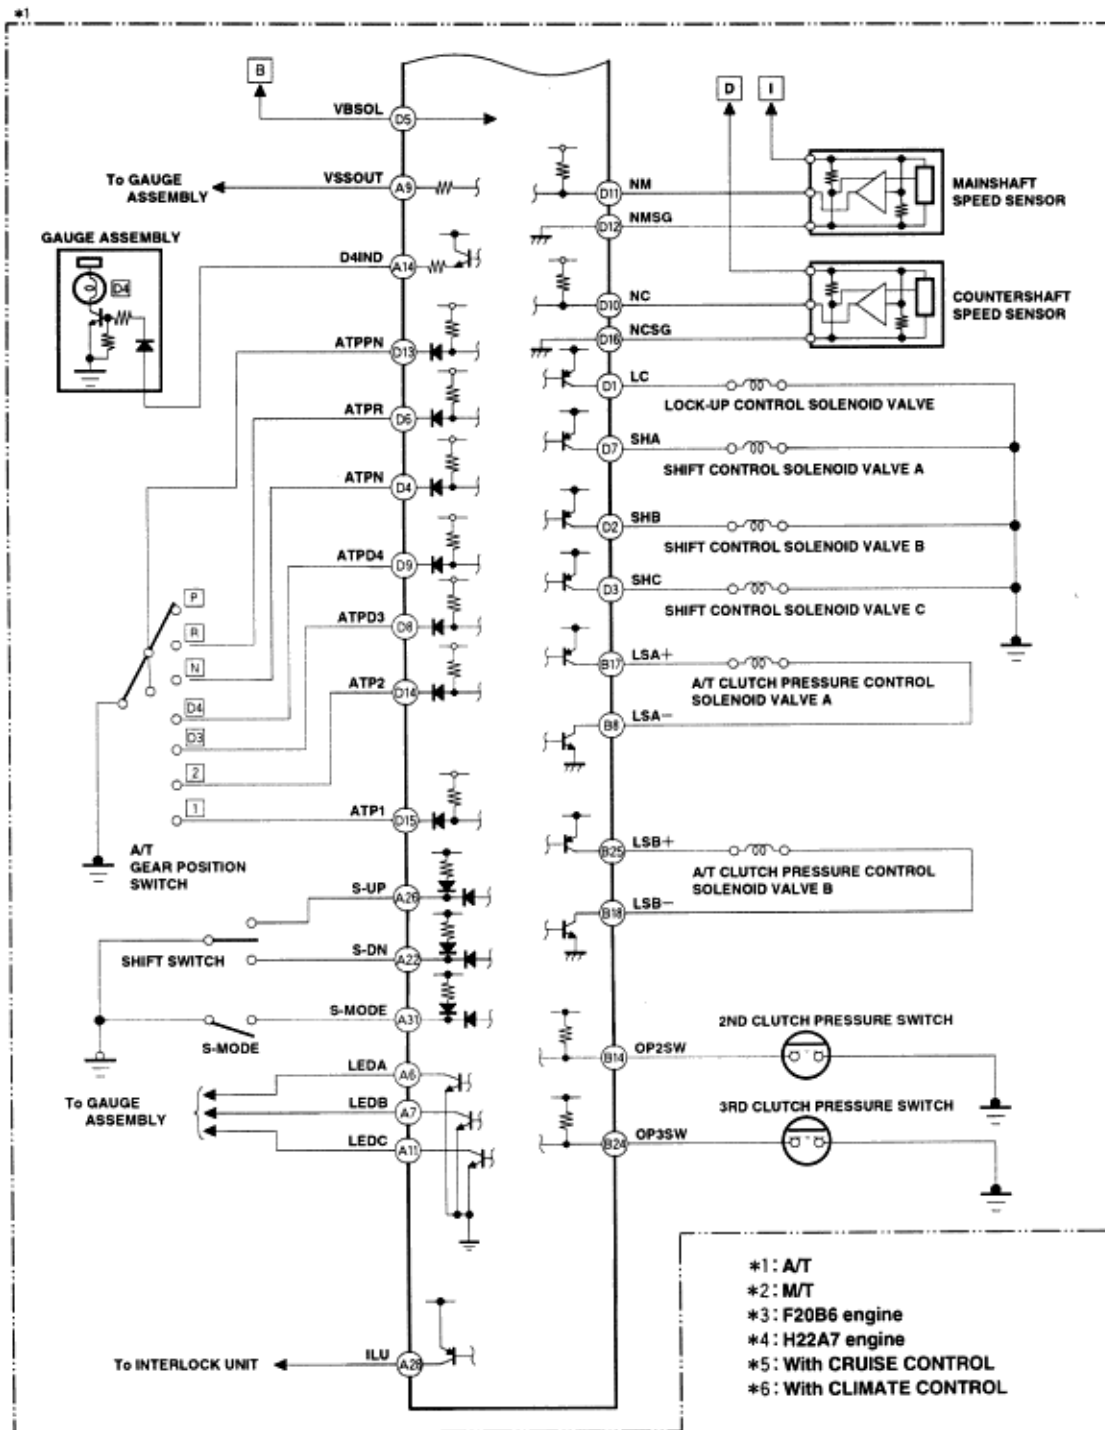 *1
B
VBSOL
D5
To GAUGE
ASSEMBLY
VSSOUT
A9
GAUGE ASSEMBLY
D4
D4IND
A14
ATPPN
D13
ATPR
D6
ATPN
D4
ATPD4
D9
ATPD3
D8
ATP2
D14
ATP1
D15
P
R
N
D4
D3
2
1
A/T
GEAR POSITION
SWITCH
S-UP
A26
S-DN
A22
SHIFT SWITCH
S-MODE
A31
S-MODE
LEDA
A6
LEDB
A7
LEDC
A11
To GAUGE
ASSEMBLY
To INTERLOCK UNIT
ILU
A28
D
I
D11
NM
D12
NMSG
MAINSHAFT
SPEED SENSOR
D10
NC
D16
NCSG
COUNTERSHAFT
SPEED SENSOR
D1
LC
LOCK-UP CONTROL SOLENOID VALVE
D7
SHA
SHIFT CONTROL SOLENOID VALVE A
D2
SHB
SHIFT CONTROL SOLENOID VALVE B
D3
SHC
SHIFT CONTROL SOLENOID VALVE C
B17
LSA+
A/T CLUTCH PRESSURE CONTROL
SOLENOID VALVE A
B8
LSA−
B25
LSB+
A/T CLUTCH PRESSURE CONTROL
SOLENOID VALVE B
B18
LSB−
2ND CLUTCH PRESSURE SWITCH
B14
OP2SW
3RD CLUTCH PRESSURE SWITCH
B24
OP3SW
*1: A/T
*2: M/T
*3: F20B6 engine
*4: H22A7 engine
*5: With CRUISE CONTROL
*6: With CLIMATE CONTROL